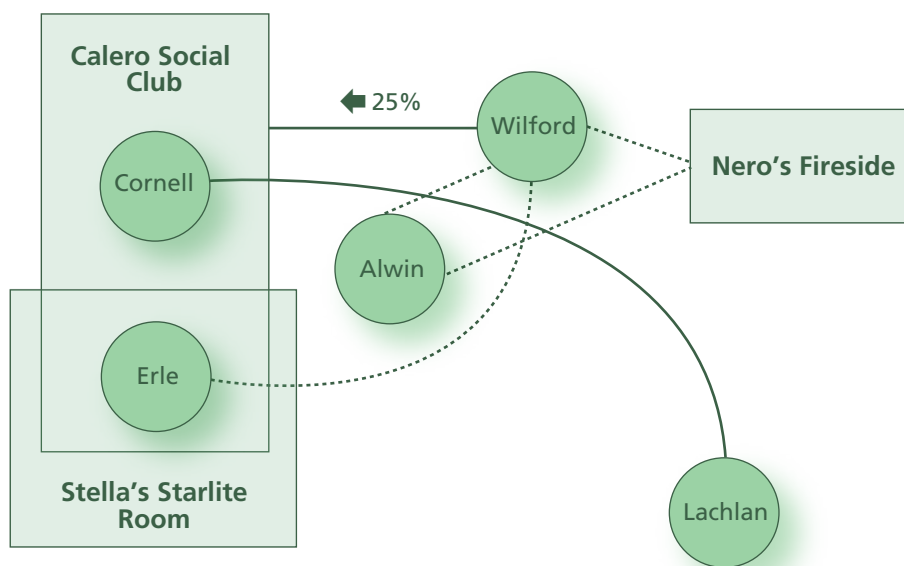 Calero Social
Club
25%
Wilford
Nero's Fireside
Cornell
Alwin
Erle
Stella's Starlite
Room
Lachlan